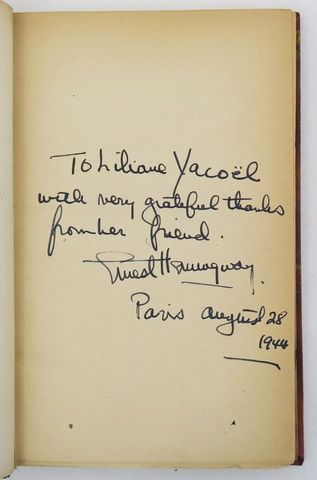 To Liliane Yacoël
with very grateful thanks
from her friend.
Ernest Hemingway.
Paris August 28
1944